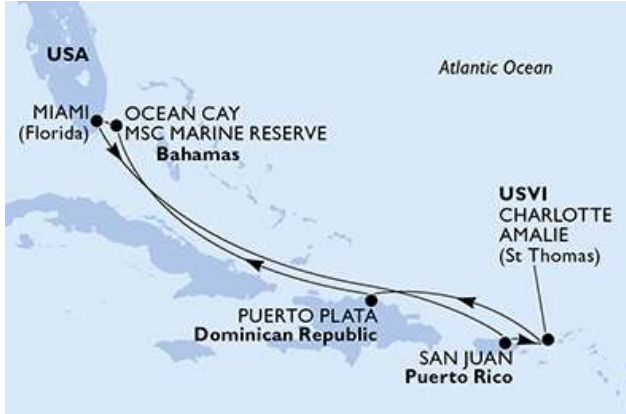 USA
Atlantic Ocean
MIAMI
(Florida)
OCEAN CAY
MSC MARINE RESERVE
Bahamas
USVI
CHARLOTTE
AMALIE
(St Thomas)
PUERTO PLATA
Dominican Republic
SAN JUAN
Puerto Rico